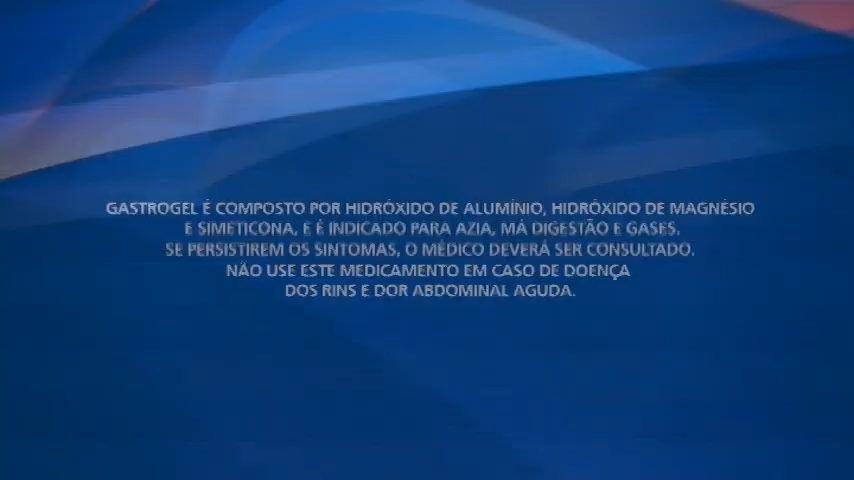 GASTROGEL É COMPOSTO POR HIDRÓXIDO DE ALUMÍNIO, HIDRÓXIDO DE MAGNÉSIO
E SIMETICONA, E É INDICADO PARA AZIA, MÁ DIGESTÃO E GASES.
SE PERSISTIREM OS SINTOMAS, O MÉDICO DEVERÁ SER CONSULTADO.
NÃO USE ESTE MEDICAMENTO EM CASO DE DOENÇA
DOS RINS E DOR ABDOMINAL AGUDA.